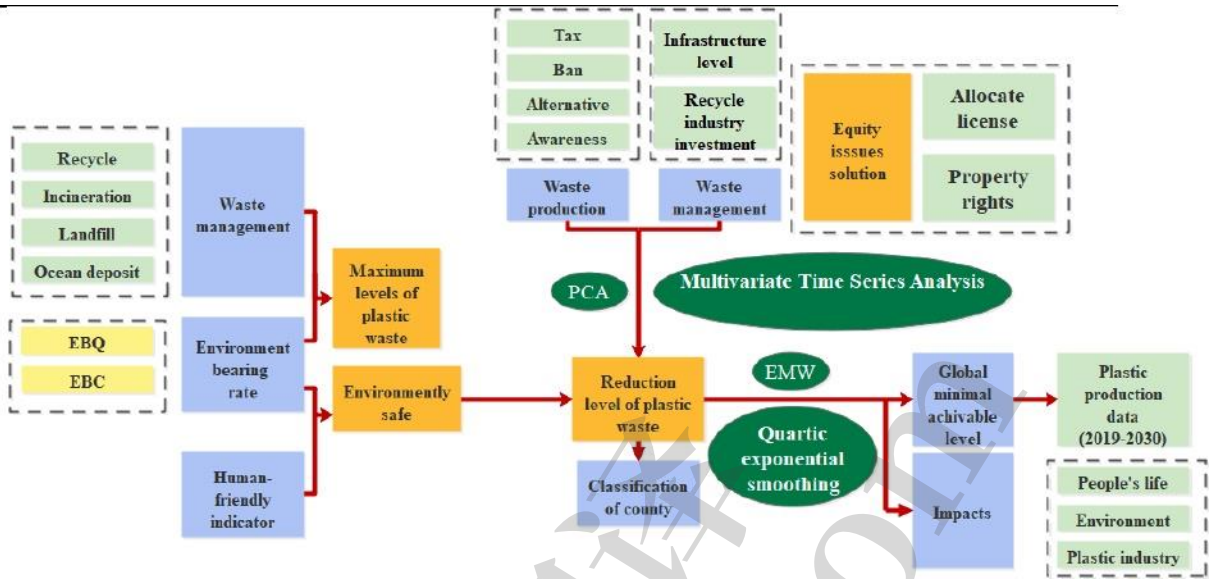 Tax
Ban
Alternative
Awareness
Infrastructure
level
Recycle
industry
investment
Equity
isssues
solution
Allocate
license
Property
rights
Recycle
Incineration
Landfill
Ocean deposit
Waste
management
Waste
production
Waste
management
Maximum
levels of
plastic
waste
PCA
Multivariate Time Series Analysis
EBQ
EBC
Environment
bearing
rate
Environmently
safe
Reduction
level of plastic
waste
EMW
Global
minimal
achivable
level
Plastic
production
data
(2019-2030)
Quartic
exponential
smoothing
Human-
friendly
indicator
Classification
of county
Impacts
People's life
Environment
Plastic industry